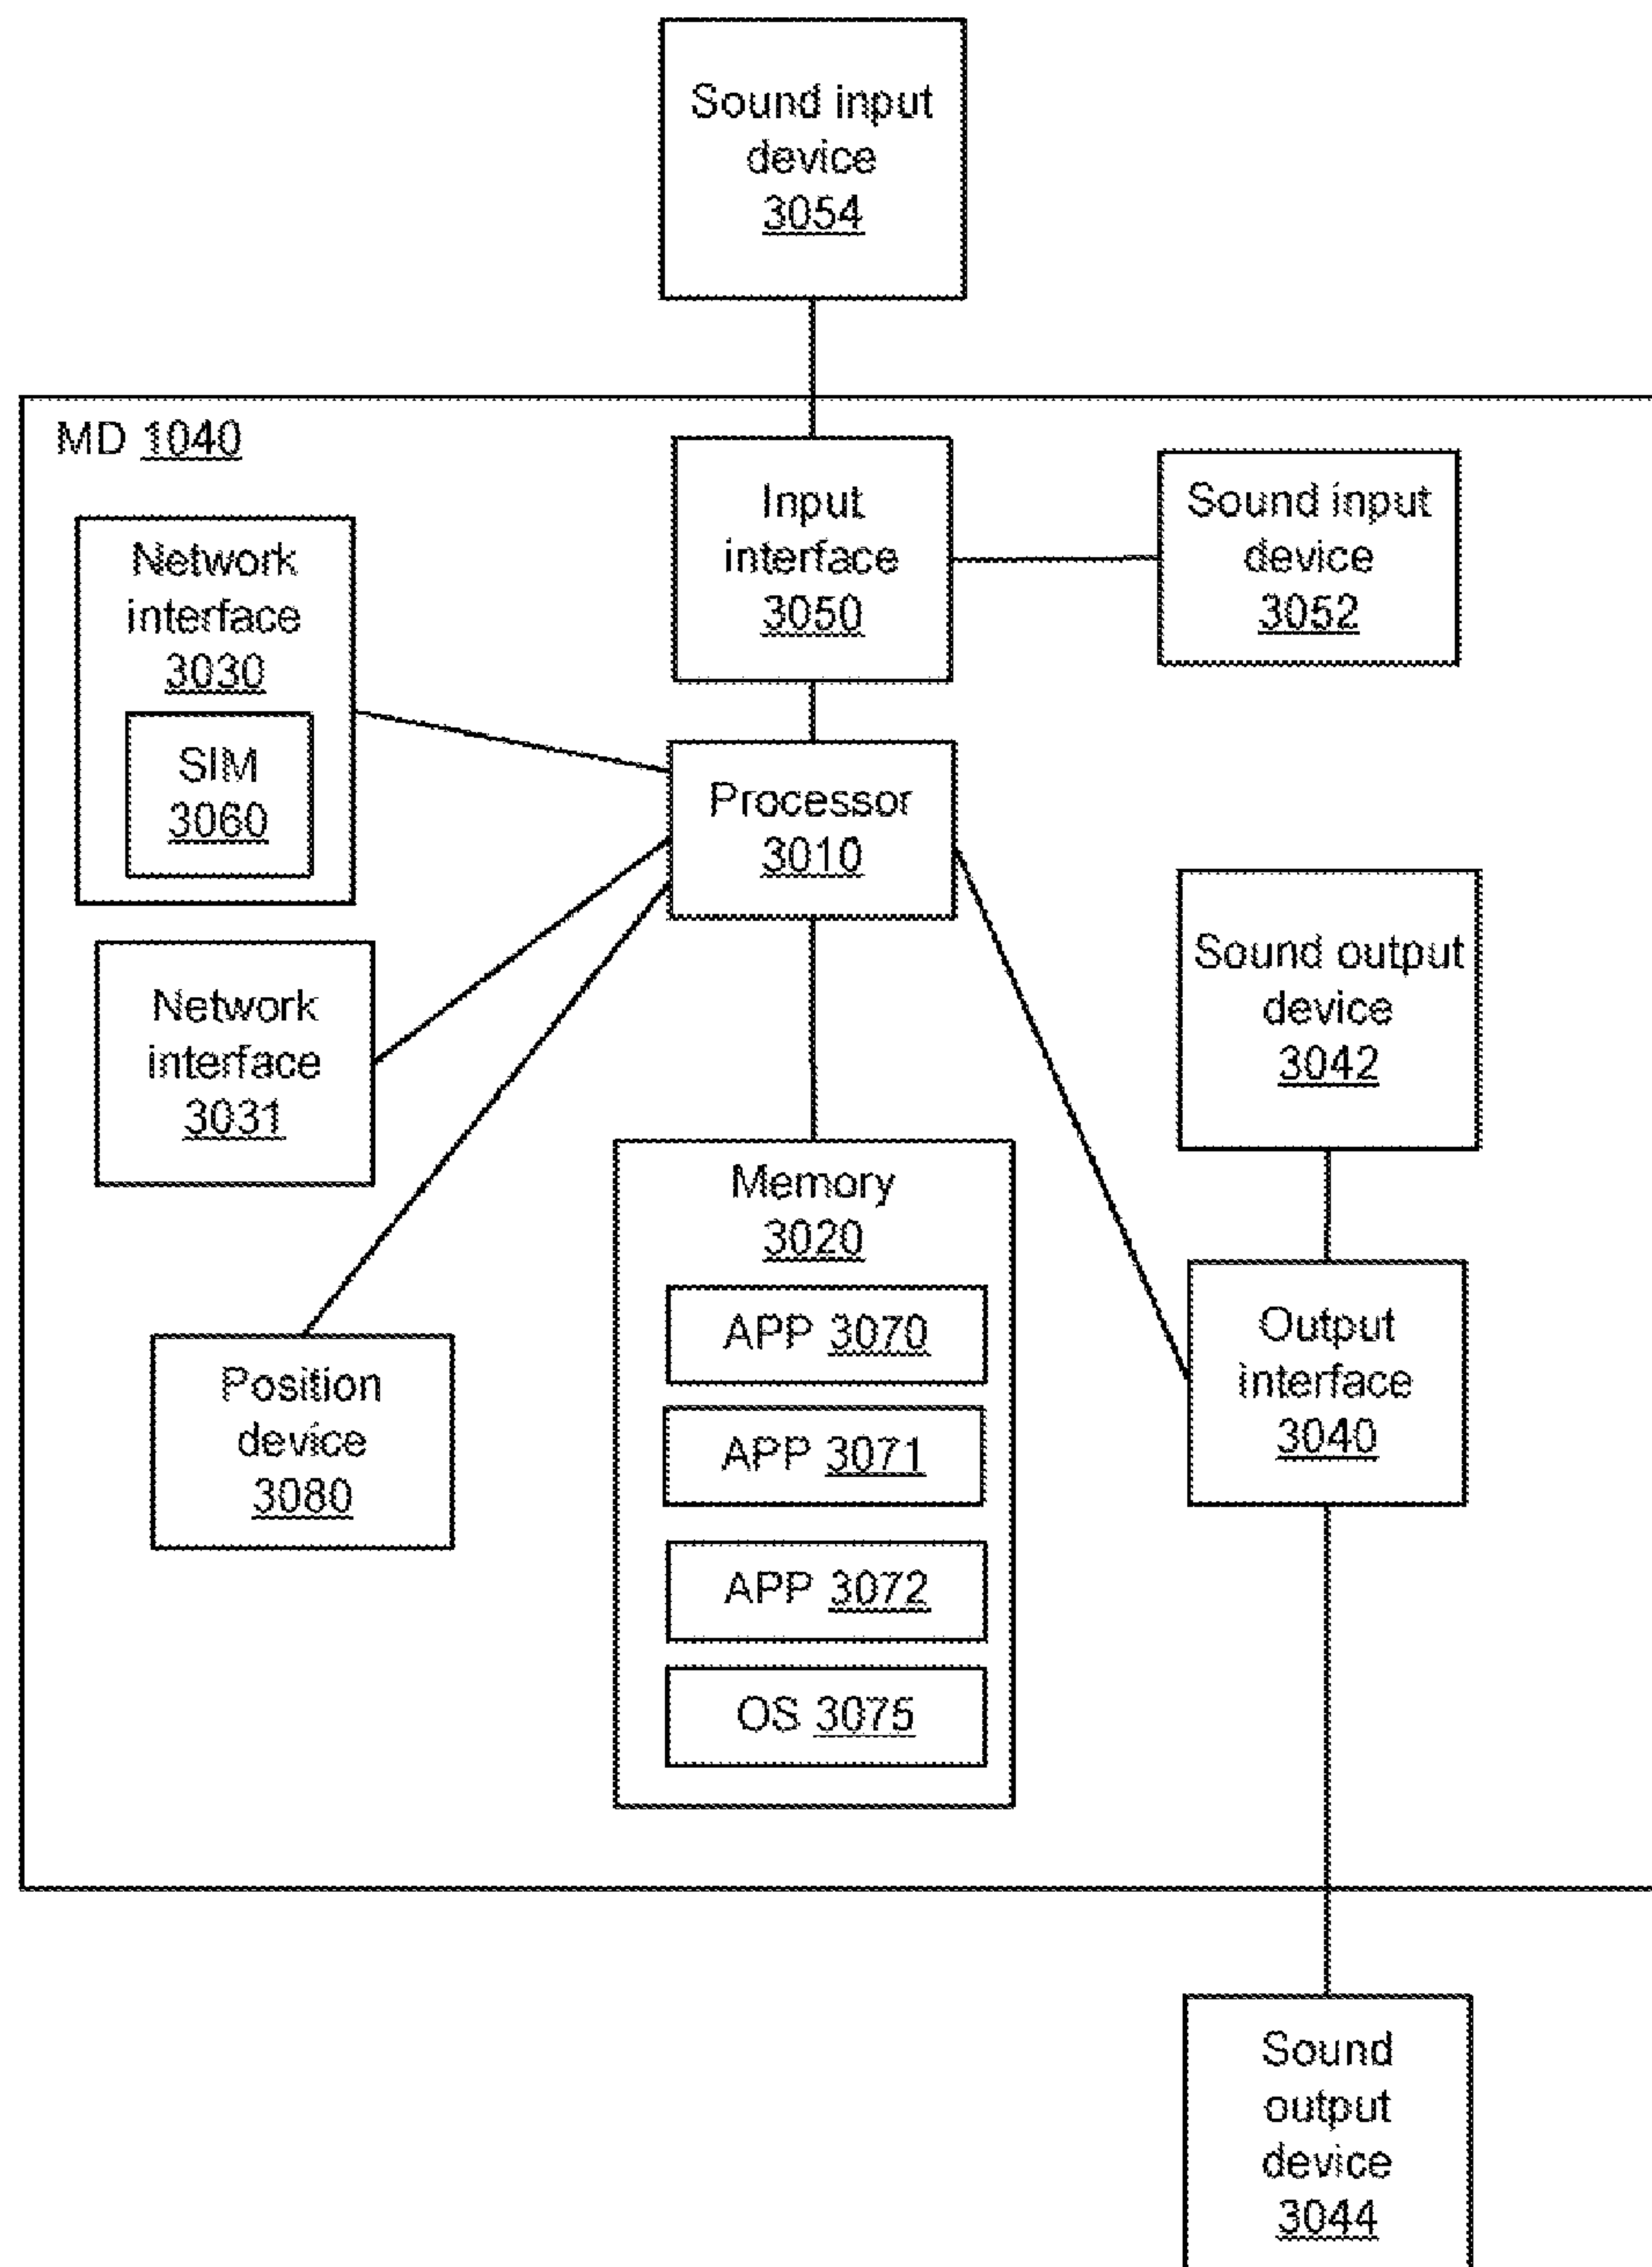 Sound input
device
3054
MD 1040
Input
interface
3050
Sound input
device
3052
Network
interface
3030
SIM
3060
Processor
3010
Sound output
device
3042
Network
interface
3031
Memory
3020
APP 3070
APP 3071
APP 3072
OS 3075
Output
interface
3040
Position
device
3080
Sound
output
device
3044